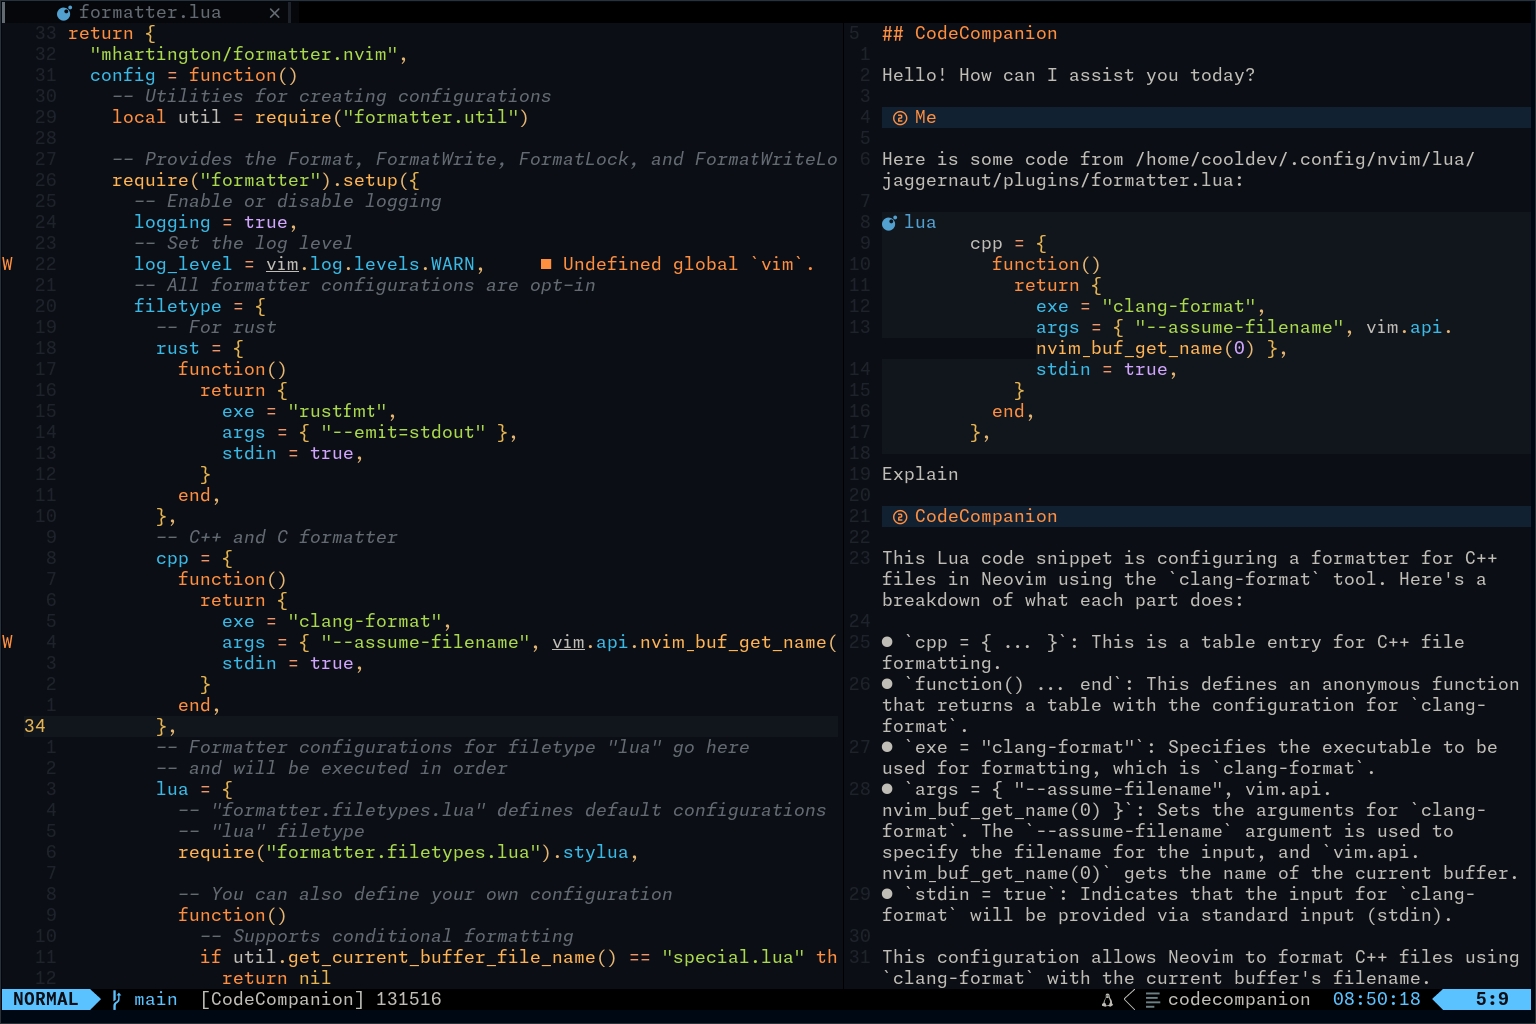 formatter.lua ×
33 return {
32 "mhartington/formatter.nvim",
31 config = function()
30 -- Utilities for creating configurations
29 local util = require("formatter.util")
28
27 -- Provides the Format, FormatWrite, FormatLock, and FormatWriteLo
26 require("formatter").setup({
25 -- Enable or disable logging
24 logging = true,
23 -- Set the log level
W 22 log_level = vim.log.levels.WARN, ■ Undefined global `vim`.
21 -- All formatter configurations are opt-in
20 filetype = {
19 -- For rust
18 rust = {
17 function()
16 return {
15 exe = "rustfmt",
14 args = { "--emit=stdout" },
13 stdin = true,
12 }
11 end,
10 },
9 -- C++ and C formatter
8 cpp = {
7 function()
6 return {
5 exe = "clang-format",
W 4 args = { "--assume-filename", vim.api.nvim_buf_get_name(
3 stdin = true,
2 }
1 end,
34 },
1 -- Formatter configurations for filetype "lua" go here
2 -- and will be executed in order
3 lua = {
4 -- "formatter.filetypes.lua" defines default configurations
5 -- "lua" filetype
6 require("formatter.filetypes.lua").stylua,
7
8 -- You can also define your own configuration
9 function()
10 -- Supports conditional formatting
11 if util.get_current_buffer_file_name() == "special.lua" th
12 return nil
5 ## CodeCompanion
1
2 Hello! How can I assist you today?
3
4 Me
5
6 Here is some code from /home/cooldev/.config/nvim/lua/
jaggernaut/plugins/formatter.lua:
7
8 lua
9 cpp = {
10 function()
11 return {
12 exe = "clang-format",
13 args = { "--assume-filename", vim.api.
nvim_buf_get_name(0) },
14 stdin = true,
15 }
16 end,
17 },
18
19 Explain
20
21 CodeCompanion
22
23 This Lua code snippet is configuring a formatter for C++
files in Neovim using the `clang-format` tool. Here's a
breakdown of what each part does:
24
25 ● `cpp = { ... }`: This is a table entry for C++ file
formatting.
26 ● `function() ... end`: This defines an anonymous function
that returns a table with the configuration for `clang-
format`.
27 ● `exe = "clang-format"`: Specifies the executable to be
used for formatting, which is `clang-format`.
28 ● `args = { "--assume-filename", vim.api.
nvim_buf_get_name(0) }`: Sets the arguments for `clang-
format`. The `--assume-filename` argument is used to
specify the filename for the input, and `vim.api.
nvim_buf_get_name(0)` gets the name of the current buffer.
29 ● `stdin = true`: Indicates that the input for `clang-
format` will be provided via standard input (stdin).
30
31 This configuration allows Neovim to format C++ files using
`clang-format` with the current buffer's filename.
NORMAL main [CodeCompanion] 131516 codecompanion 08:50:18 5:9